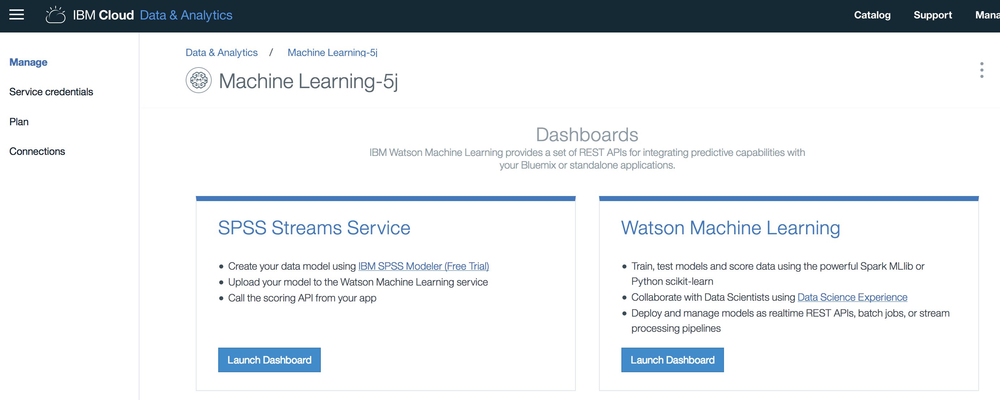 IBM Cloud Data & Analytics
Catalog
Support
Mana
Manage
Service credentials
Plan
Connections
Data & Analytics / Machine Learning-5j
Machine Learning-5j
Dashboards
IBM Watson Machine Learning provides a set of REST APIs for integrating predictive capabilities with
your Bluemix or standalone applications.
SPSS Streams Service
• Create your data model using IBM SPSS Modeler (Free Trial)
• Upload your model to the Watson Machine Learning service
• Call the scoring API from your app
Launch Dashboard
Watson Machine Learning
• Train, test models and score data using the powerful Spark MLlib or
Python scikit-learn
• Collaborate with Data Scientists using Data Science Experience
• Deploy and manage models as realtime REST APIs, batch jobs, or stream
processing pipelines
Launch Dashboard